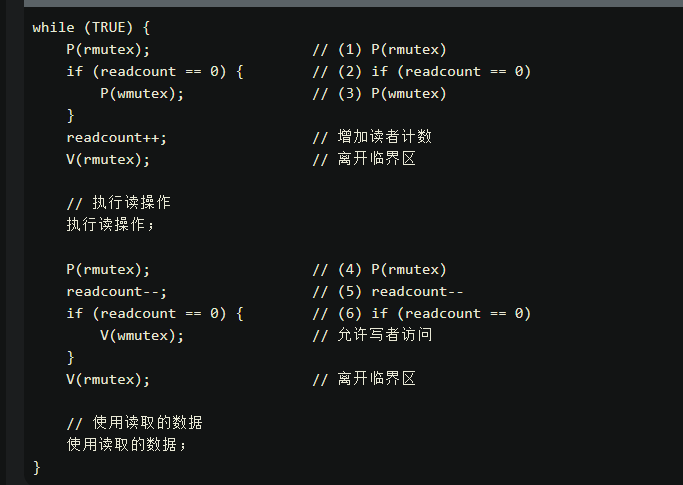 while (TRUE) {
    P(rmutex);                    // (1) P(rmutex)
    if (readcount == 0) {         // (2) if (readcount == 0)
        P(wmutex);                // (3) P(wmutex)
    }
    readcount++;                  // 增加读者计数
    V(rmutex);                    // 离开临界区

    // 执行读操作
    执行读操作;

    P(rmutex);                    // (4) P(rmutex)
    readcount--;                  // (5) readcount--
    if (readcount == 0) {         // (6) if (readcount == 0)
        V(wmutex);                // 允许写者访问
    }
    V(rmutex);                    // 离开临界区

    // 使用读取的数据
    使用读取的数据;
}